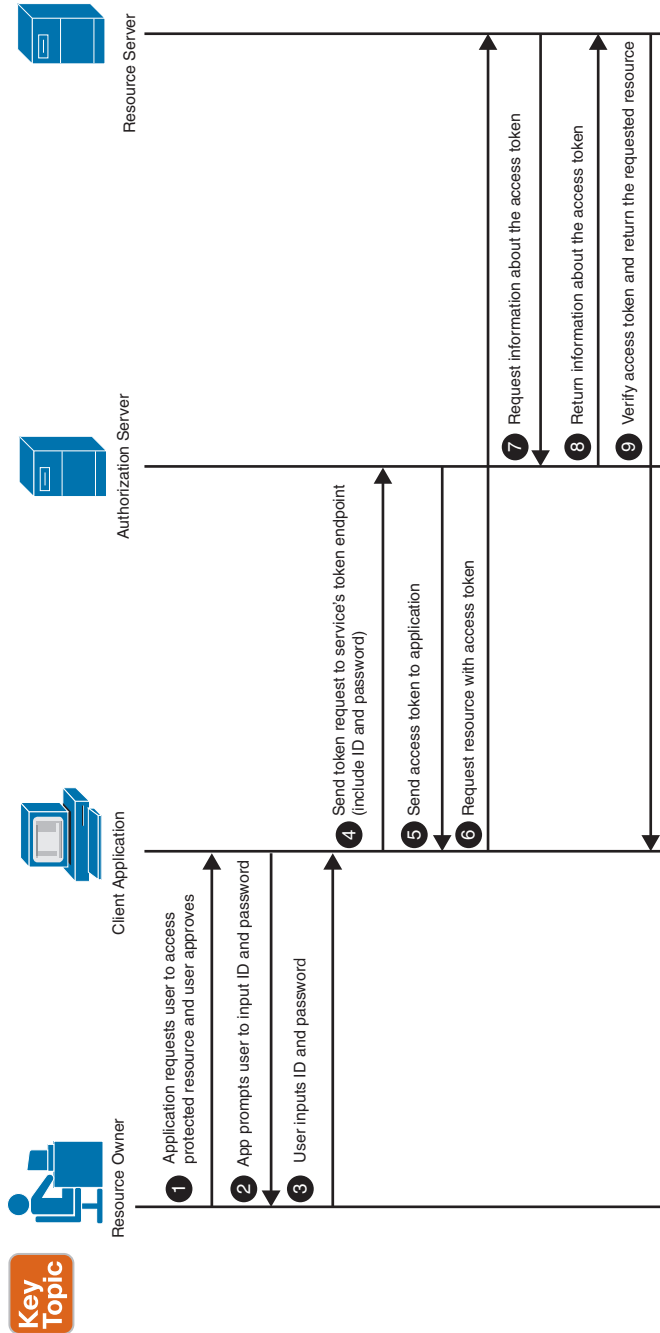 Key
Topic
Resource Owner
Client Application
Authorization Server
Resource Server
1 Application requests user to access
protected resource and user approves
2 App prompts user to input ID and password
3 User inputs ID and password
4 Send token request to service's token endpoint
(include ID and password)
5 Send access token to application
6 Request resource with access token
7 Request information about the access token
8 Return information about the access token
9 Verify access token and return the requested resource